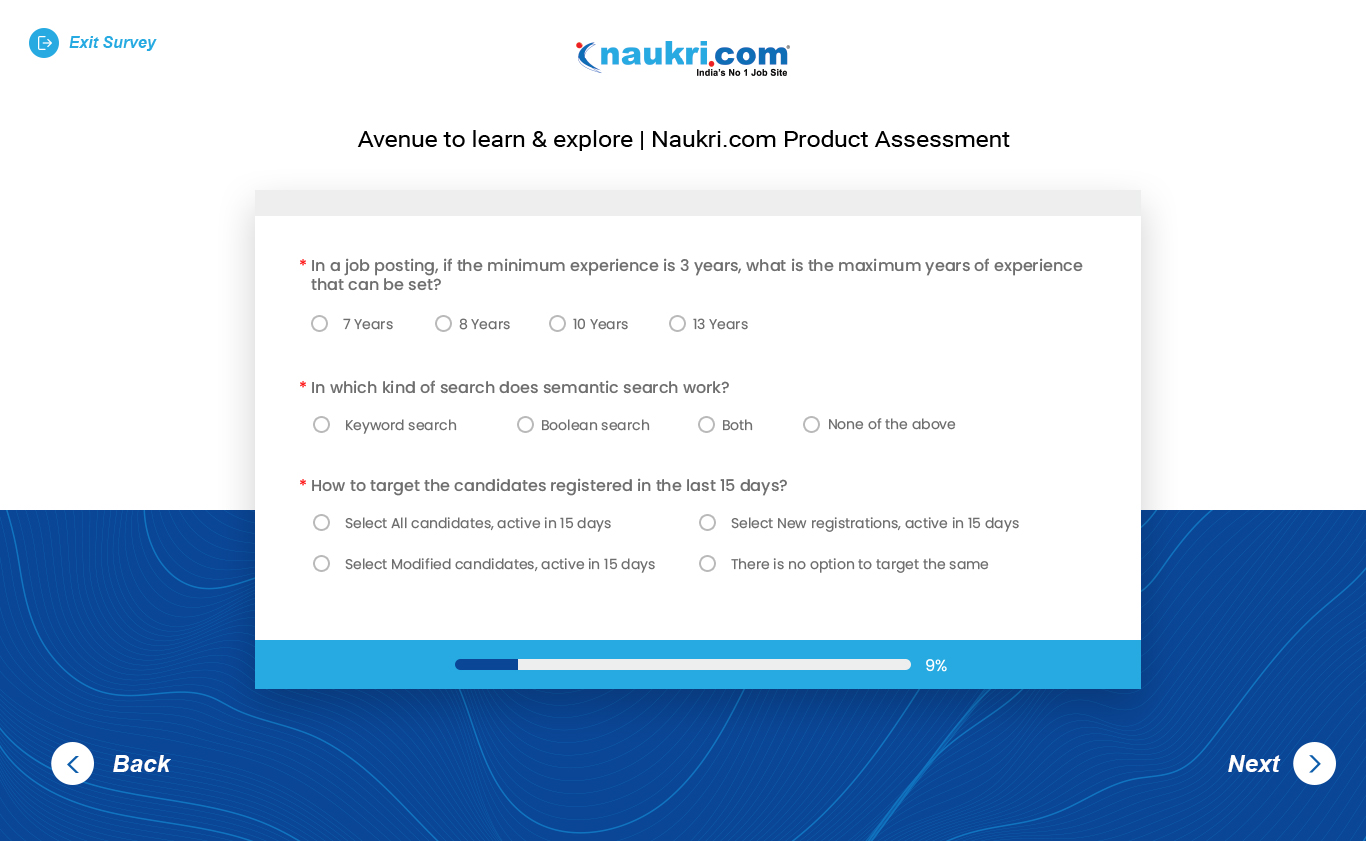 Exit Survey
naukri.com
India's No 1 Job Site
Avenue to learn & explore | Naukri.com Product Assessment
* In a job posting, if the minimum experience is 3 years, what is the maximum years of experience
that can be set?
7 Years 8 Years 10 Years 13 Years
* In which kind of search does semantic search work?
Keyword search Boolean search Both None of the above
* How to target the candidates registered in the last 15 days?
Select All candidates, active in 15 days Select New registrations, active in 15 days
Select Modified candidates, active in 15 days There is no option to target the same
9%
Back Next